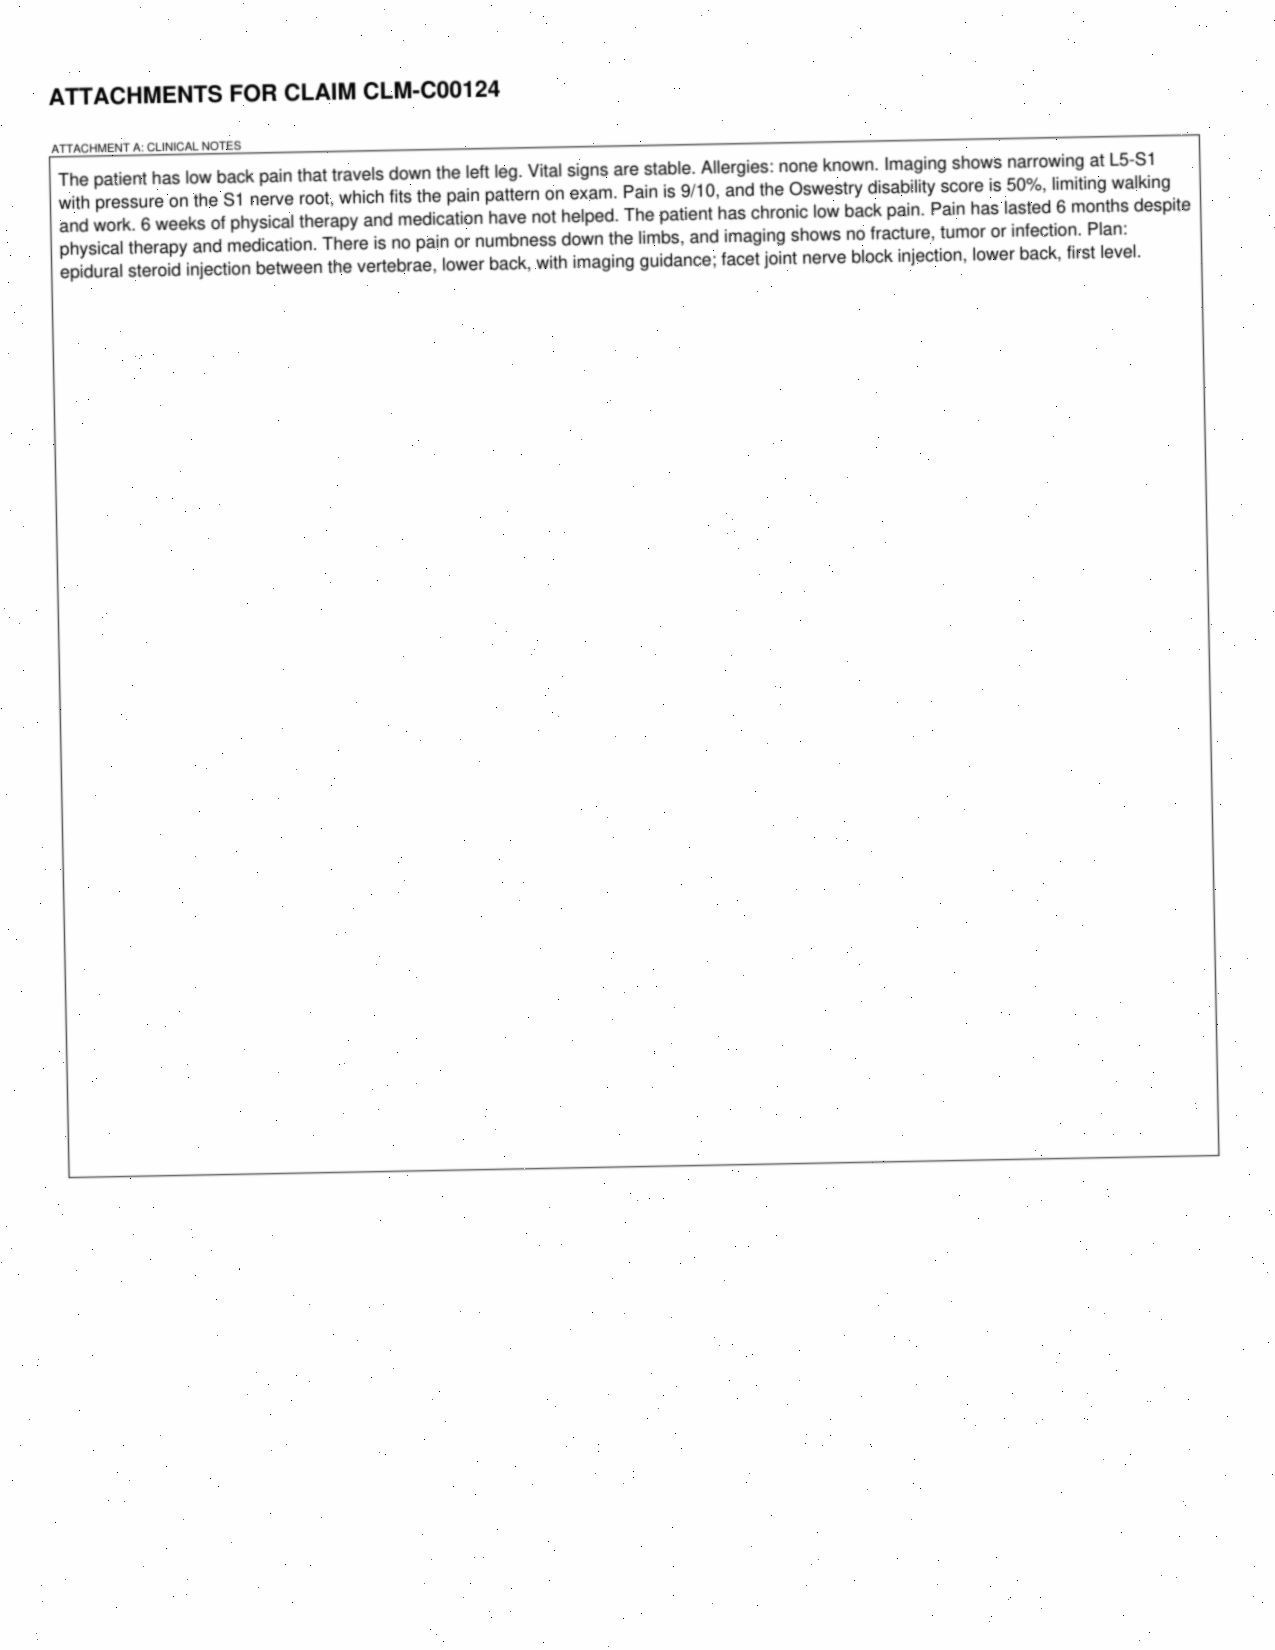 ATTACHMENTS FOR CLAIM CLM-C00124
ATTACHMENT A: CLINICAL NOTES
The patient has low back pain that travels down the left leg. Vital signs are stable. Allergies: none known. Imaging shows narrowing at L5-S1
with pressure on the S1 nerve root, which fits the pain pattern on exam. Pain is 9/10, and the Oswestry disability score is 50%, limiting walking
and work. 6 weeks of physical therapy and medication have not helped. The patient has chronic low back pain. Pain has lasted 6 months despite
physical therapy and medication. There is no pain or numbness down the limbs, and imaging shows no fracture, tumor or infection. Plan:
epidural steroid injection between the vertebrae, lower back, with imaging guidance; facet joint nerve block injection, lower back, first level.